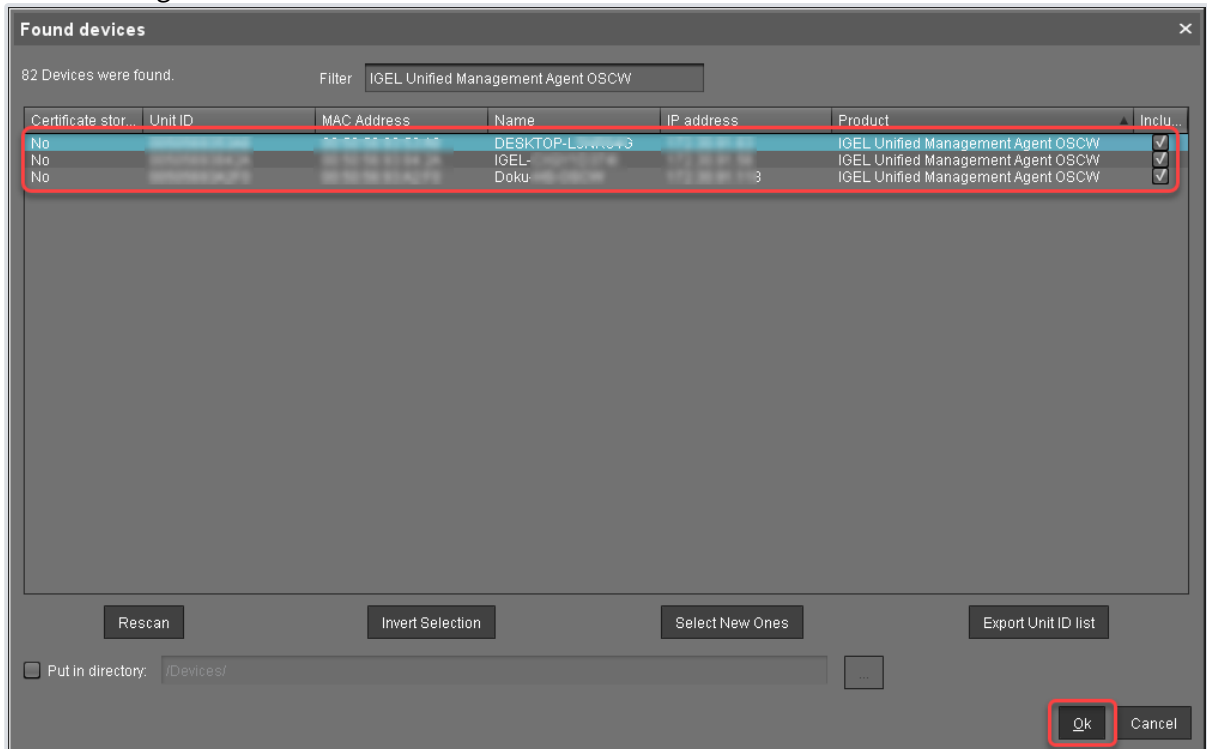 Found devices
82 Devices were found. Filter IGEL Unified Management Agent OSCW
Certificate stor... Unit ID MAC Address Name IP address Product Inclu...
No IGEL Unified Management Agent OSCW
No IGEL- IGEL Unified Management Agent OSCW
No Doku- IGEL Unified Management Agent OSCW
Rescan Invert Selection Select New Ones Export Unit ID list
Put in directory: /Devices/ ...
Ok Cancel